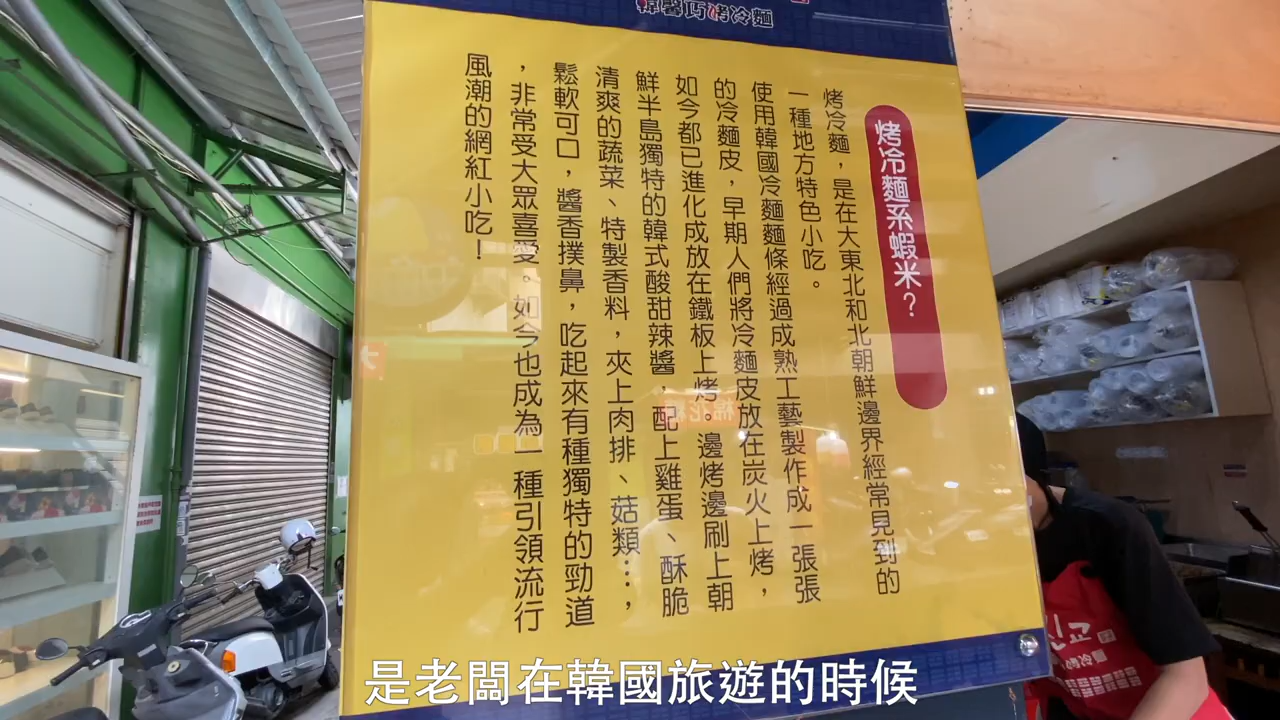 韓馨巧烤冷麵
烤冷麵系蝦米？
烤冷麵，是在大東北和北朝鮮邊界經常見到的
一種地方特色小吃。
使用韓國冷麵麵條經過成熟工藝製作成一張張
的冷麵皮，早期人們將冷麵皮放在炭火上烤，
如今都已進化成放在鐵板上烤。邊烤邊刷上朝
鮮半島獨特的韓式酸甜辣醬，配上雞蛋、酥脆
清爽的蔬菜、特製香料，夾上肉排、菇類…，
鬆軟可口，醬香撲鼻，吃起來有種獨特的勁道
，非常受大眾喜愛。如今也成為一種引領流行
風潮的網紅小吃！
是老闆在韓國旅遊的時候